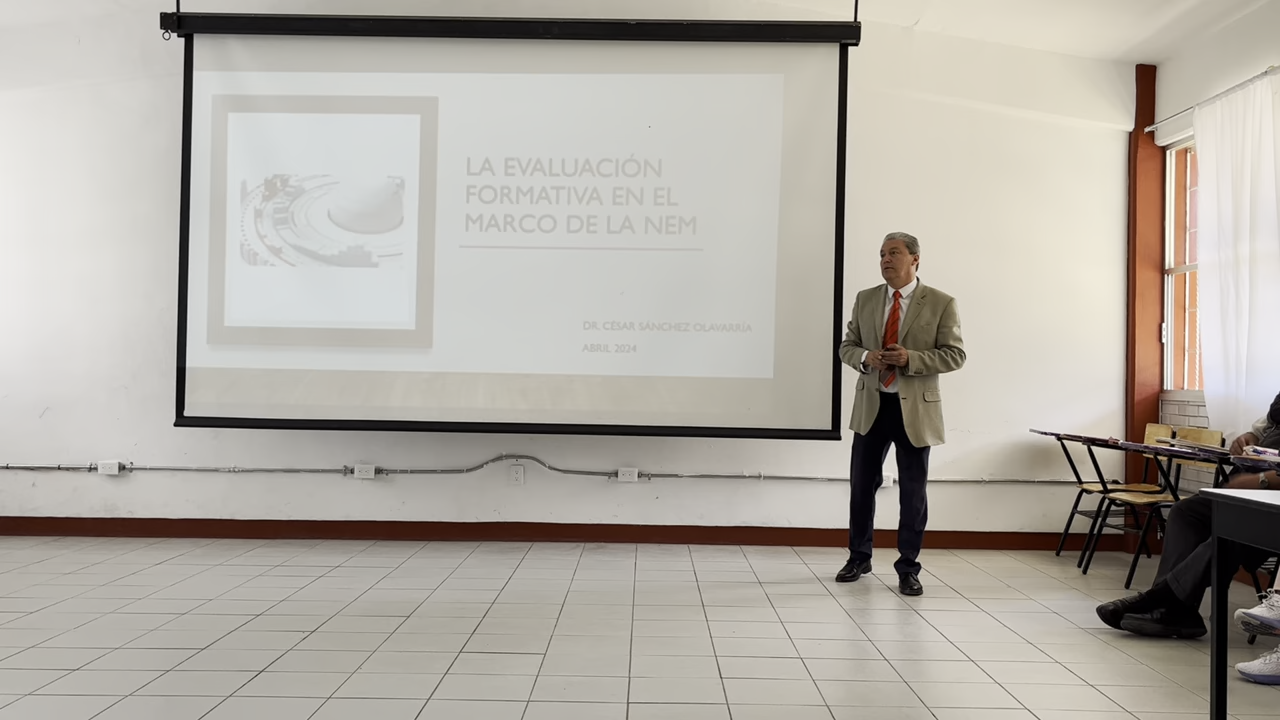 LA EVALUACIÓN
FORMATIVA EN EL
MARCO DE LA NEM
DR. CÉSAR SÁNCHEZ OLAVARRÍA
ABRIL 2024